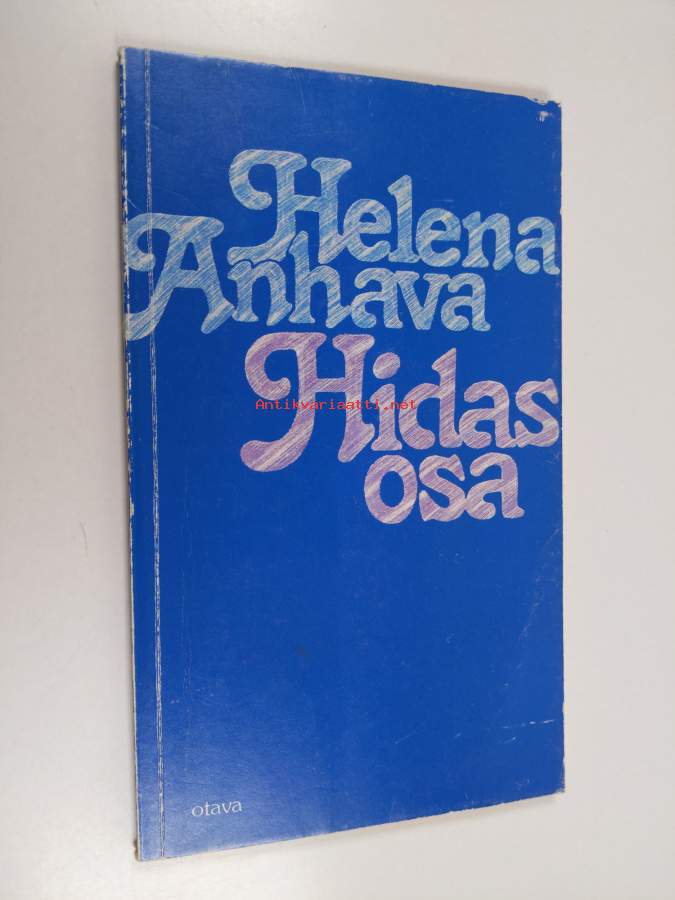 Helena
Anhava
Hidas
Antikvariaatti.net
osa
otava